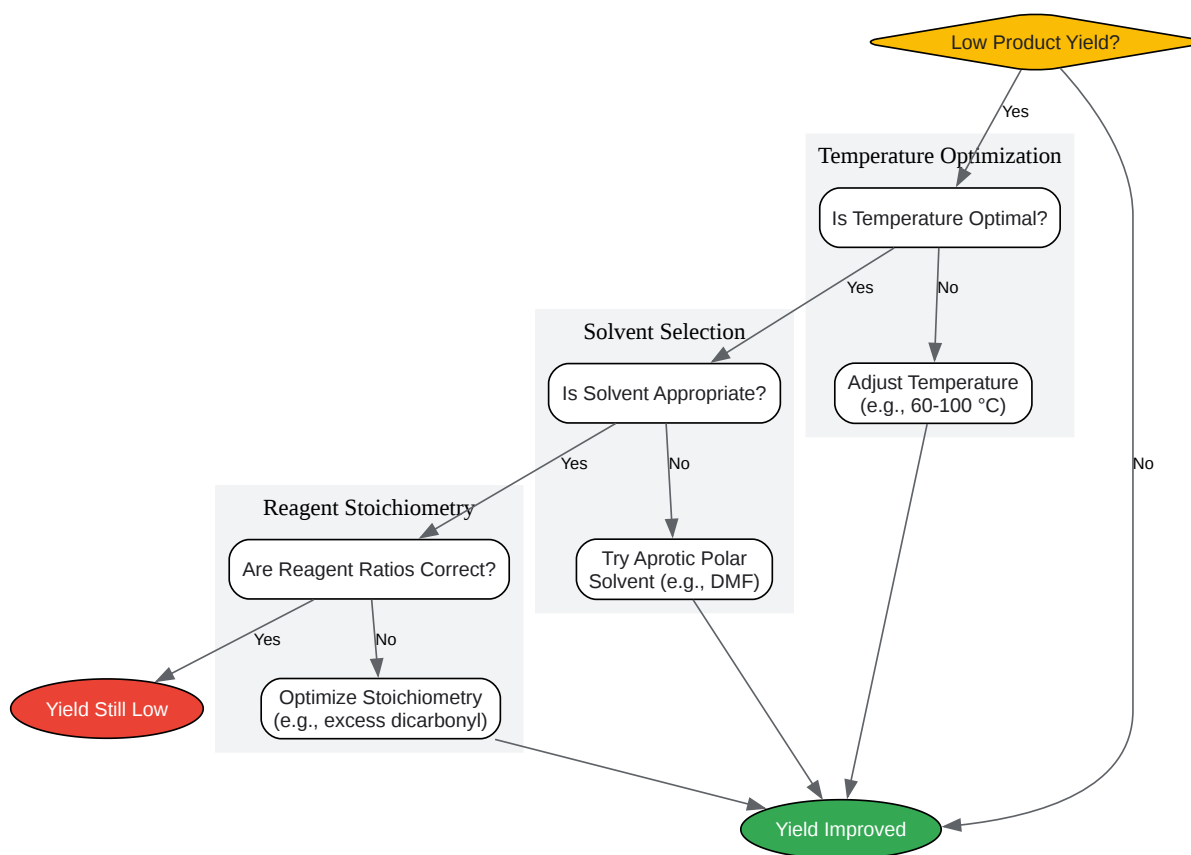 Low Product Yield?
Yes
Temperature Optimization
Is Temperature Optimal?
Yes
No
Solvent Selection
Is Solvent Appropriate?
Adjust Temperature
(e.g., 60-100 °C)
Yes
No
No
Reagent Stoichiometry
Are Reagent Ratios Correct?
Try Aprotic Polar
Solvent (e.g., DMF)
Yes
No
Yield Still Low
Optimize Stoichiometry
(e.g., excess dicarbonyl)
Yield Improved